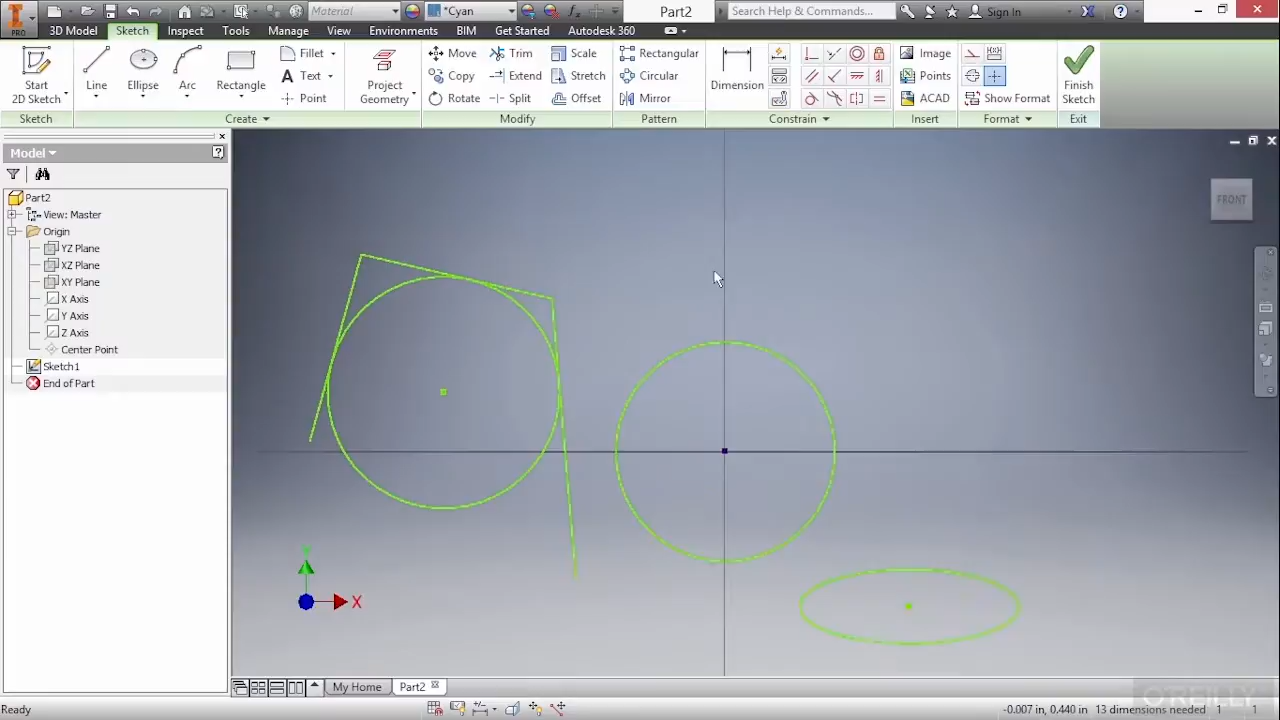 PRO
Material
*Cyan
Part2
Search Help & Commands...
Sign In
3D Model Sketch Inspect Tools Manage View Environments BIM Get Started Autodesk 360
Start
2D Sketch
Line
Ellipse
Arc
Rectangle
Fillet
Text
Point
Project
Geometry
Move
Copy
Rotate
Trim
Extend
Split
Scale
Stretch
Offset
Rectangular
Circular
Mirror
Dimension
Image
Points
ACAD
Show Format
Finish
Sketch
Sketch Create Modify Pattern Constrain Insert Format Exit
Model
Part2
View: Master
Origin
YZ Plane
XZ Plane
XY Plane
X Axis
Y Axis
Z Axis
Center Point
Sketch1
End of Part
FRONT
X
My Home
Part2
O'REILLY
Ready
-0.007 in, 0.440 in 13 dimensions needed 1 1